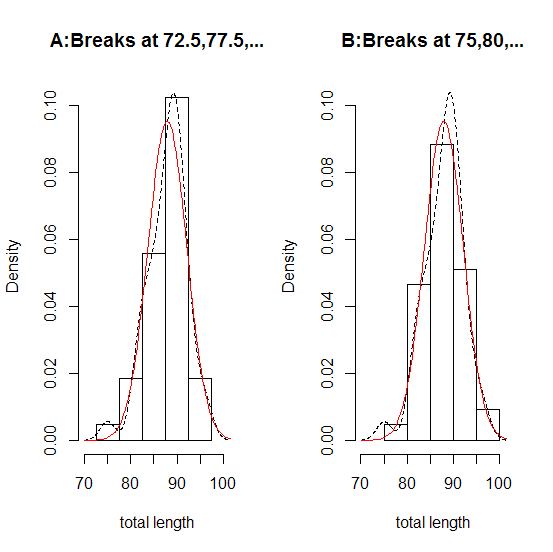 A:Breaks at 72.5,77.5,...
Density
0.00 0.02 0.04 0.06 0.08 0.10
70 80 90 100
total length
B:Breaks at 75,80,...
Density
0.00 0.02 0.04 0.06 0.08 0.10
70 80 90 100
total length